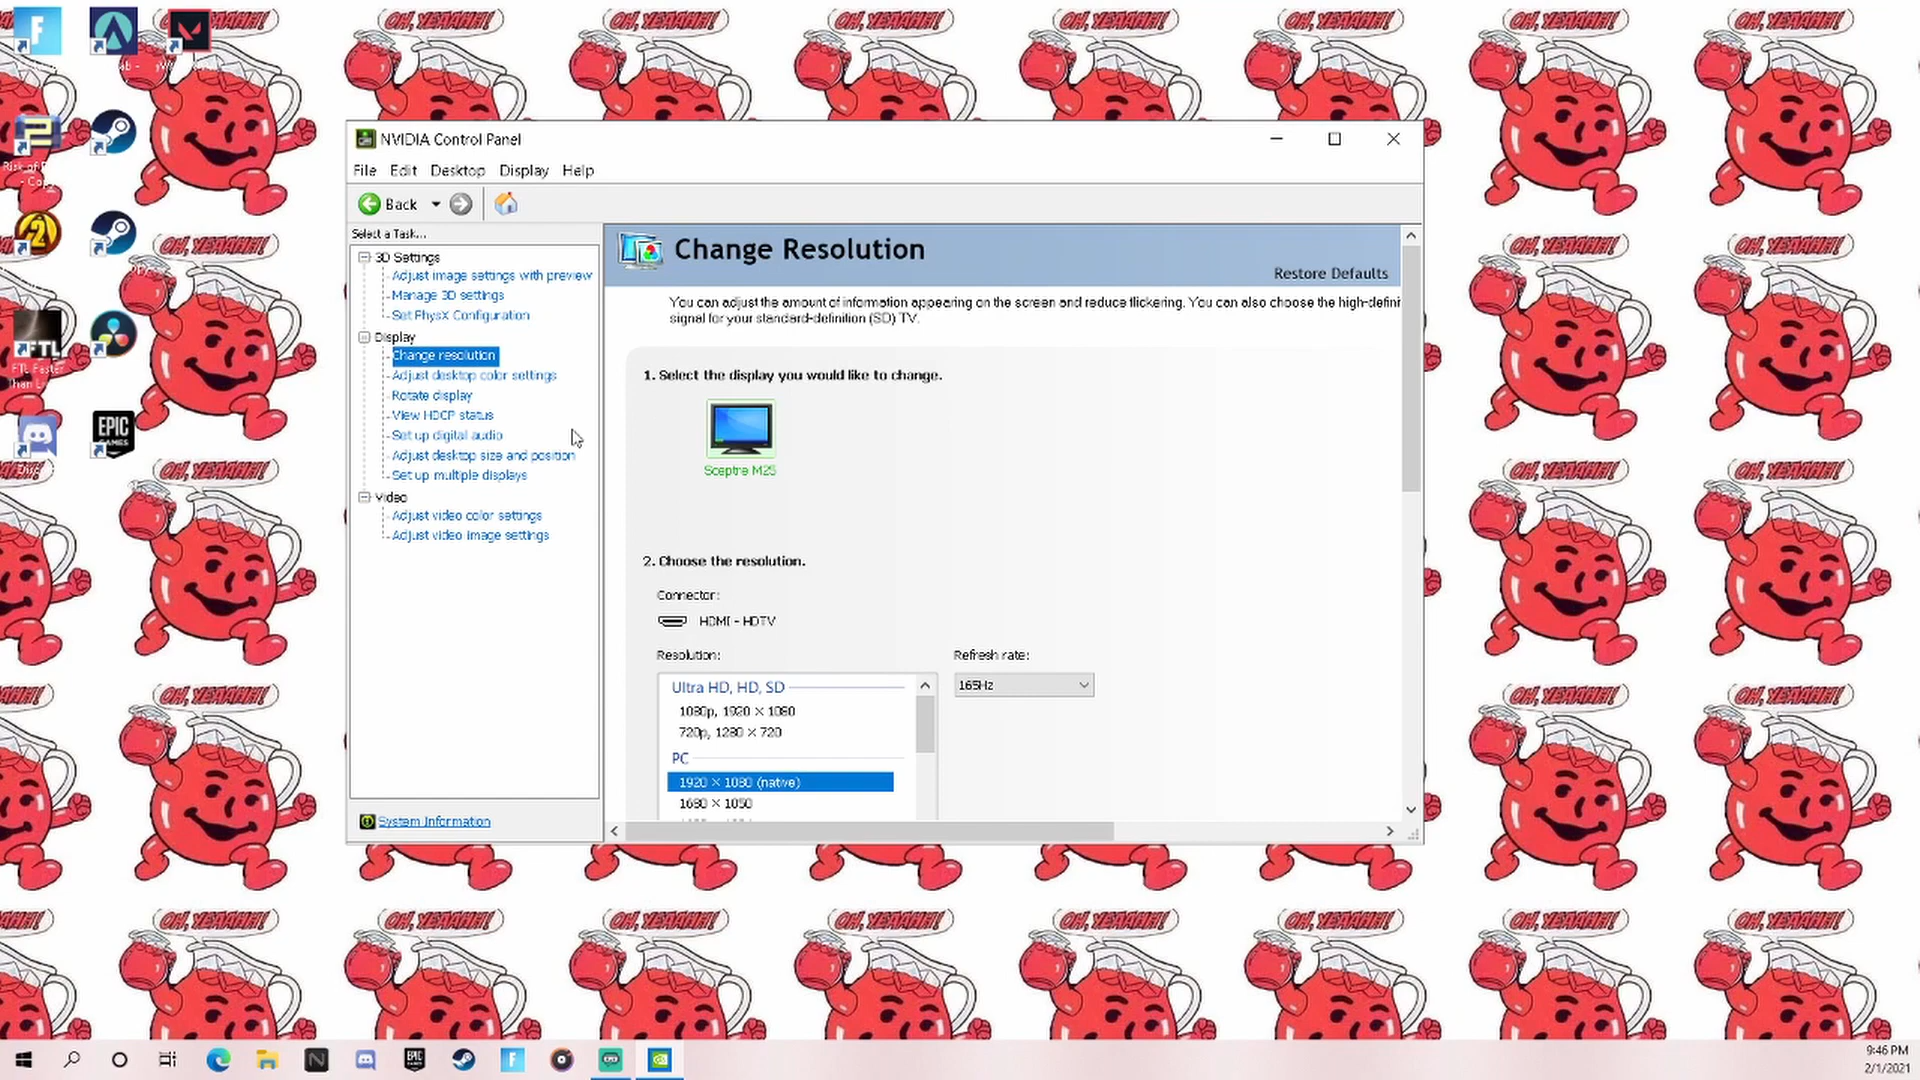 OH, YEAAHH!
NVIDIA Control Panel
File Edit Desktop Display Help
Back
Select a Task...
3D Settings
Adjust image settings with preview
Manage 3D settings
Set PhysX Configuration
Display
Change resolution
Adjust desktop color settings
Rotate display
View HDCP status
Set up digital audio
Adjust desktop size and position
Set up multiple displays
Video
Adjust video color settings
Adjust video image settings
System Information
Change Resolution
Restore Defaults
You can adjust the amount of information appearing on the screen and reduce flickering. You can also choose the high-defini
signal for your standard-definition (SD) TV.
1. Select the display you would like to change.
Sceptre M25
2. Choose the resolution.
Connector:
HDMI - HDTV
Resolution:
Refresh rate:
Ultra HD, HD, SD
165Hz
1080p, 1920 × 1080
720p, 1280 × 720
PC
1920 × 1080 (native)
1680 × 1050
FTL
FTL Faster
Than L...
EPIC
GAMES
9:46 PM
2/1/2021